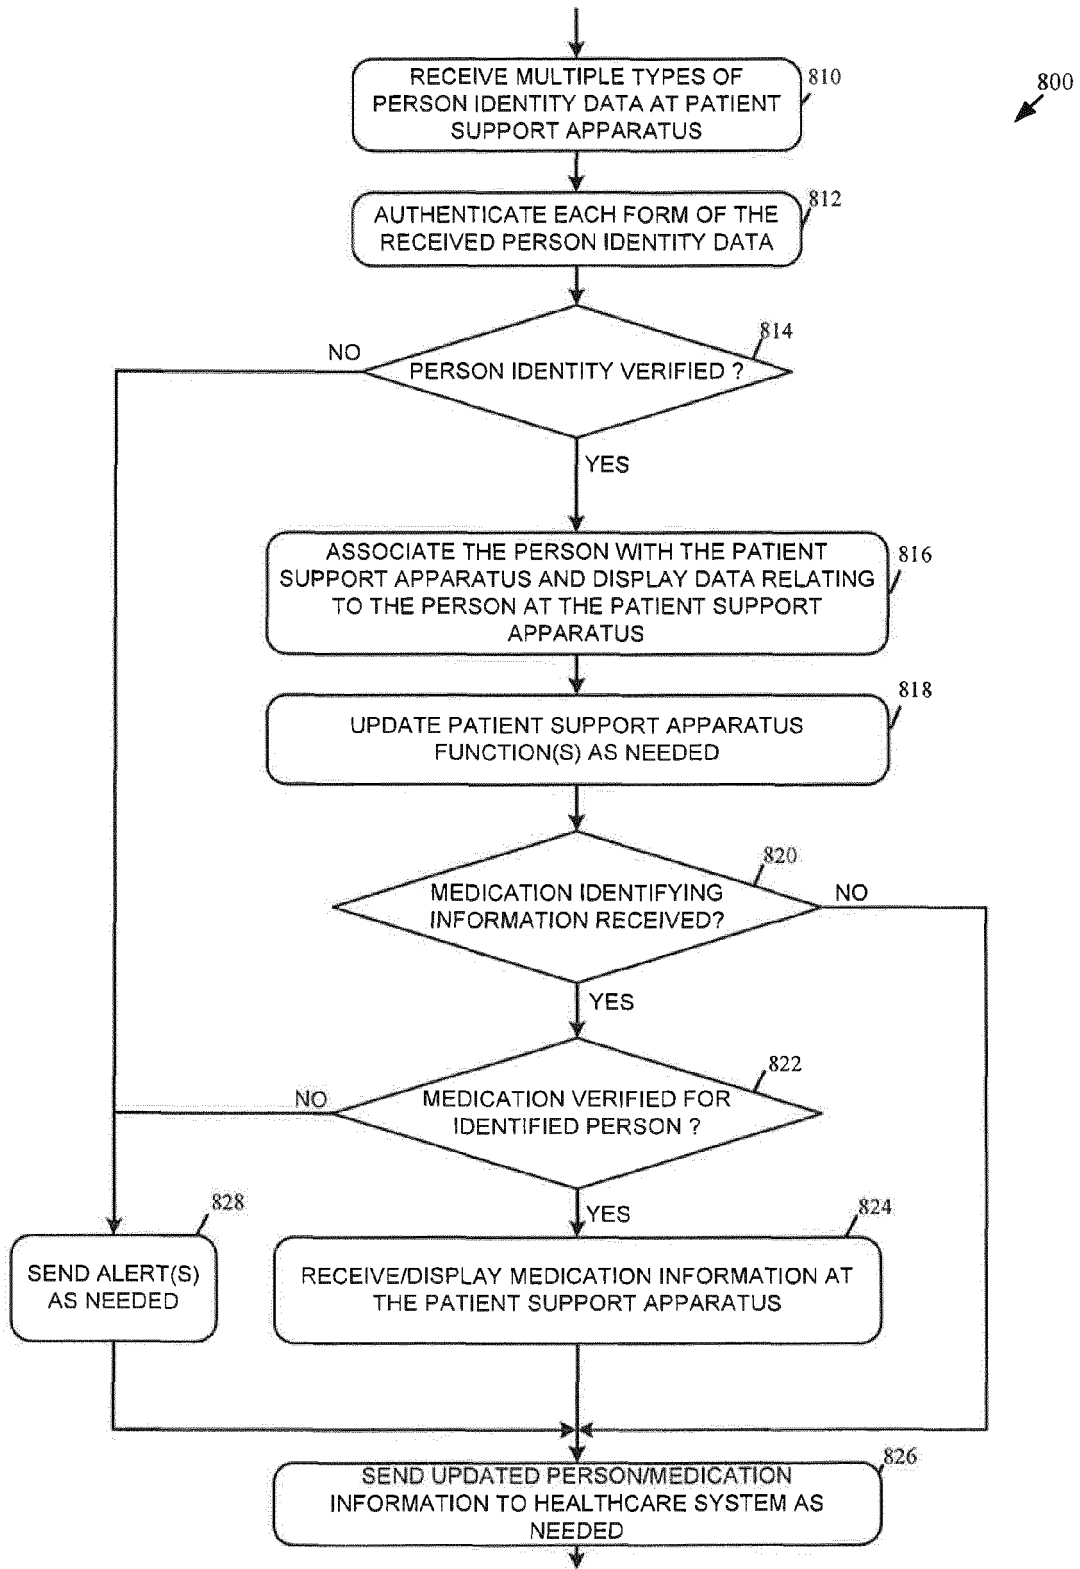 RECEIVE MULTIPLE TYPES OF
PERSON IDENTITY DATA AT PATIENT
SUPPORT APPARATUS
810
800
AUTHENTICATE EACH FORM OF THE
RECEIVED PERSON IDENTITY DATA
812
814
NO
PERSON IDENTITY VERIFIED ?
YES
ASSOCIATE THE PERSON WITH THE PATIENT
SUPPORT APPARATUS AND DISPLAY DATA RELATING
TO THE PERSON AT THE PATIENT SUPPORT
APPARATUS
816
818
UPDATE PATIENT SUPPORT APPARATUS
FUNCTION(S) AS NEEDED
820
MEDICATION IDENTIFYING
INFORMATION RECEIVED?
NO
YES
822
NO
MEDICATION VERIFIED FOR
IDENTIFIED PERSON ?
YES
828
824
SEND ALERT(S)
AS NEEDED
RECEIVE/DISPLAY MEDICATION INFORMATION AT
THE PATIENT SUPPORT APPARATUS
826
SEND UPDATED PERSON/MEDICATION
INFORMATION TO HEALTHCARE SYSTEM AS
NEEDED